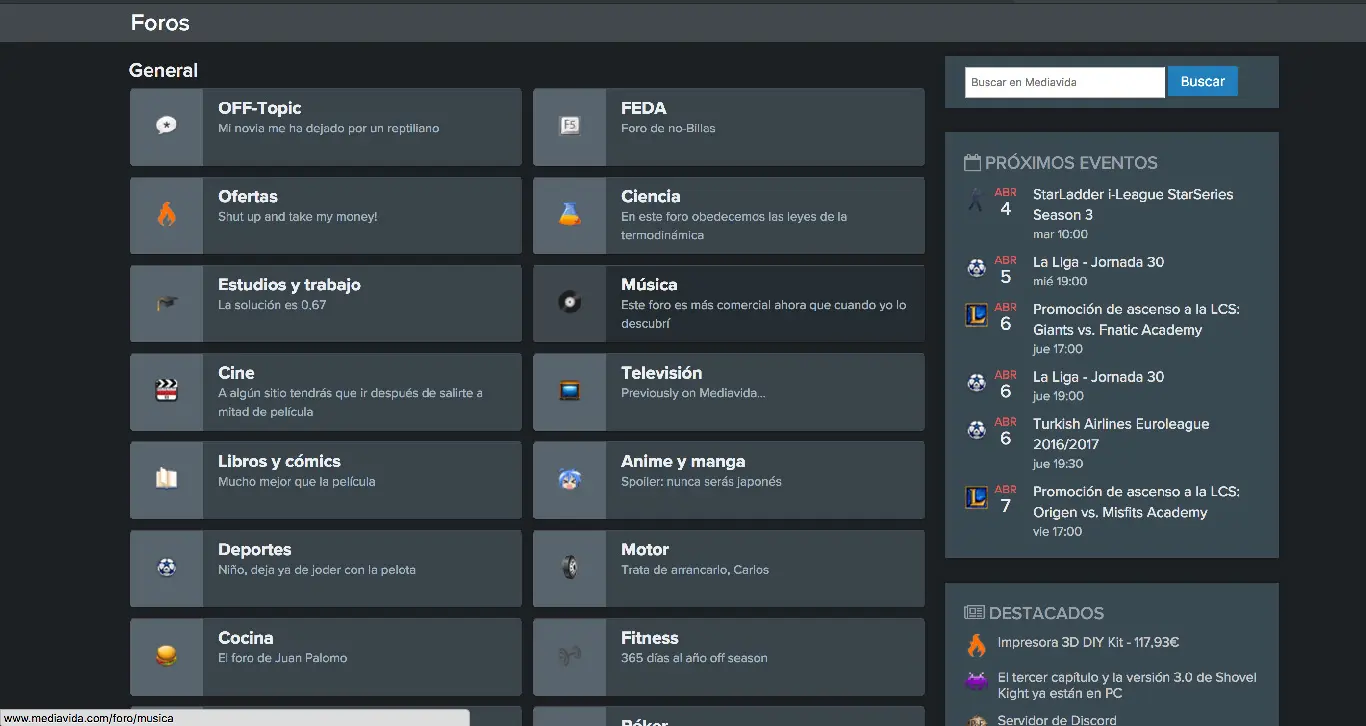 Foros
General
OFF-Topic
Mi novia me ha dejado por un reptiliano
FEDA
F5
Foro de no-Billas
Ofertas
Shut up and take my money!
Ciencia
En este foro obedecemos las leyes de la
termodinámica
Estudios y trabajo
La solución es 0,67
Música
Este foro es más comercial ahora que cuando yo lo
descubrí
Cine
A algún sitio tendrás que ir después de salirte a
mitad de película
Televisión
Previously on Mediavida...
Libros y cómics
Mucho mejor que la película
Anime y manga
Spoiler: nunca serás japonés
Deportes
Niño, deja ya de joder con la pelota
Motor
Trata de arrancarlo, Carlos
Cocina
El foro de Juan Palomo
Fitness
365 días al año off season
Póker
www.mediavida.com/foro/musica
Buscar en Mediavida
Buscar
PRÓXIMOS EVENTOS
ABR
4
StarLadder i-League StarSeries
Season 3
mar 10:00
ABR
5
La Liga - Jornada 30
mié 19:00
L
ABR
6
Promoción de ascenso a la LCS:
Giants vs. Fnatic Academy
jue 17:00
ABR
6
La Liga - Jornada 30
jue 19:00
ABR
6
Turkish Airlines Euroleague
2016/2017
jue 19:30
L
ABR
7
Promoción de ascenso a la LCS:
Origen vs. Misfits Academy
vie 17:00
DESTACADOS
Impresora 3D DIY Kit - 117,93€
El tercer capítulo y la versión 3.0 de Shovel
Kight ya están en PC
Servidor de Discord